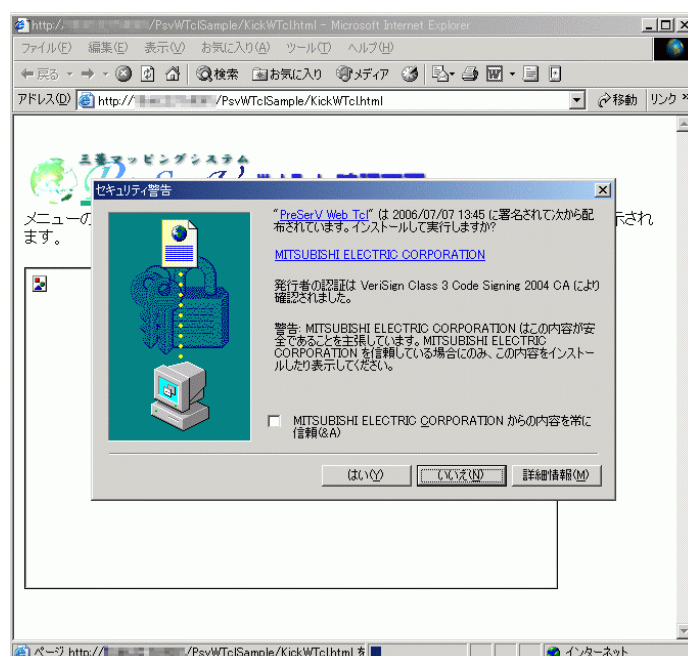 http:// /PsvWTclSample/KickWTcl.html - Microsoft Internet Explorer
ファイル(F) 編集(E) 表示(V) お気に入り(A) ツール(T) ヘルプ(H)
戻る 検索 お気に入り メディア
アドレス(D) http:// /PsvWTclSample/KickWTcl.html 移動 リンク »
三菱マッピングシステム
メニューの 示され
ます。
セキュリティ警告
"PreSerV Web Tcl" は 2006/07/07 13:45 に署名されて次から配
布されています。インストールして実行しますか?
MITSUBISHI ELECTRIC CORPORATION
発行者の認証は VeriSign Class 3 Code Signing 2004 CA により
確認されました。
警告: MITSUBISHI ELECTRIC CORPORATION はこの内容が安
全であることを主張しています。MITSUBISHI ELECTRIC
CORPORATION を信頼している場合にのみ、この内容をインストー
ルしたり表示してください。
MITSUBISHI ELECTRIC CORPORATION からの内容を常に
信頼(&A)
はい(Y) いいえ(N) 詳細情報(M)
ページ http:// /PsvWTclSample/KickWTcl.html を インターネット